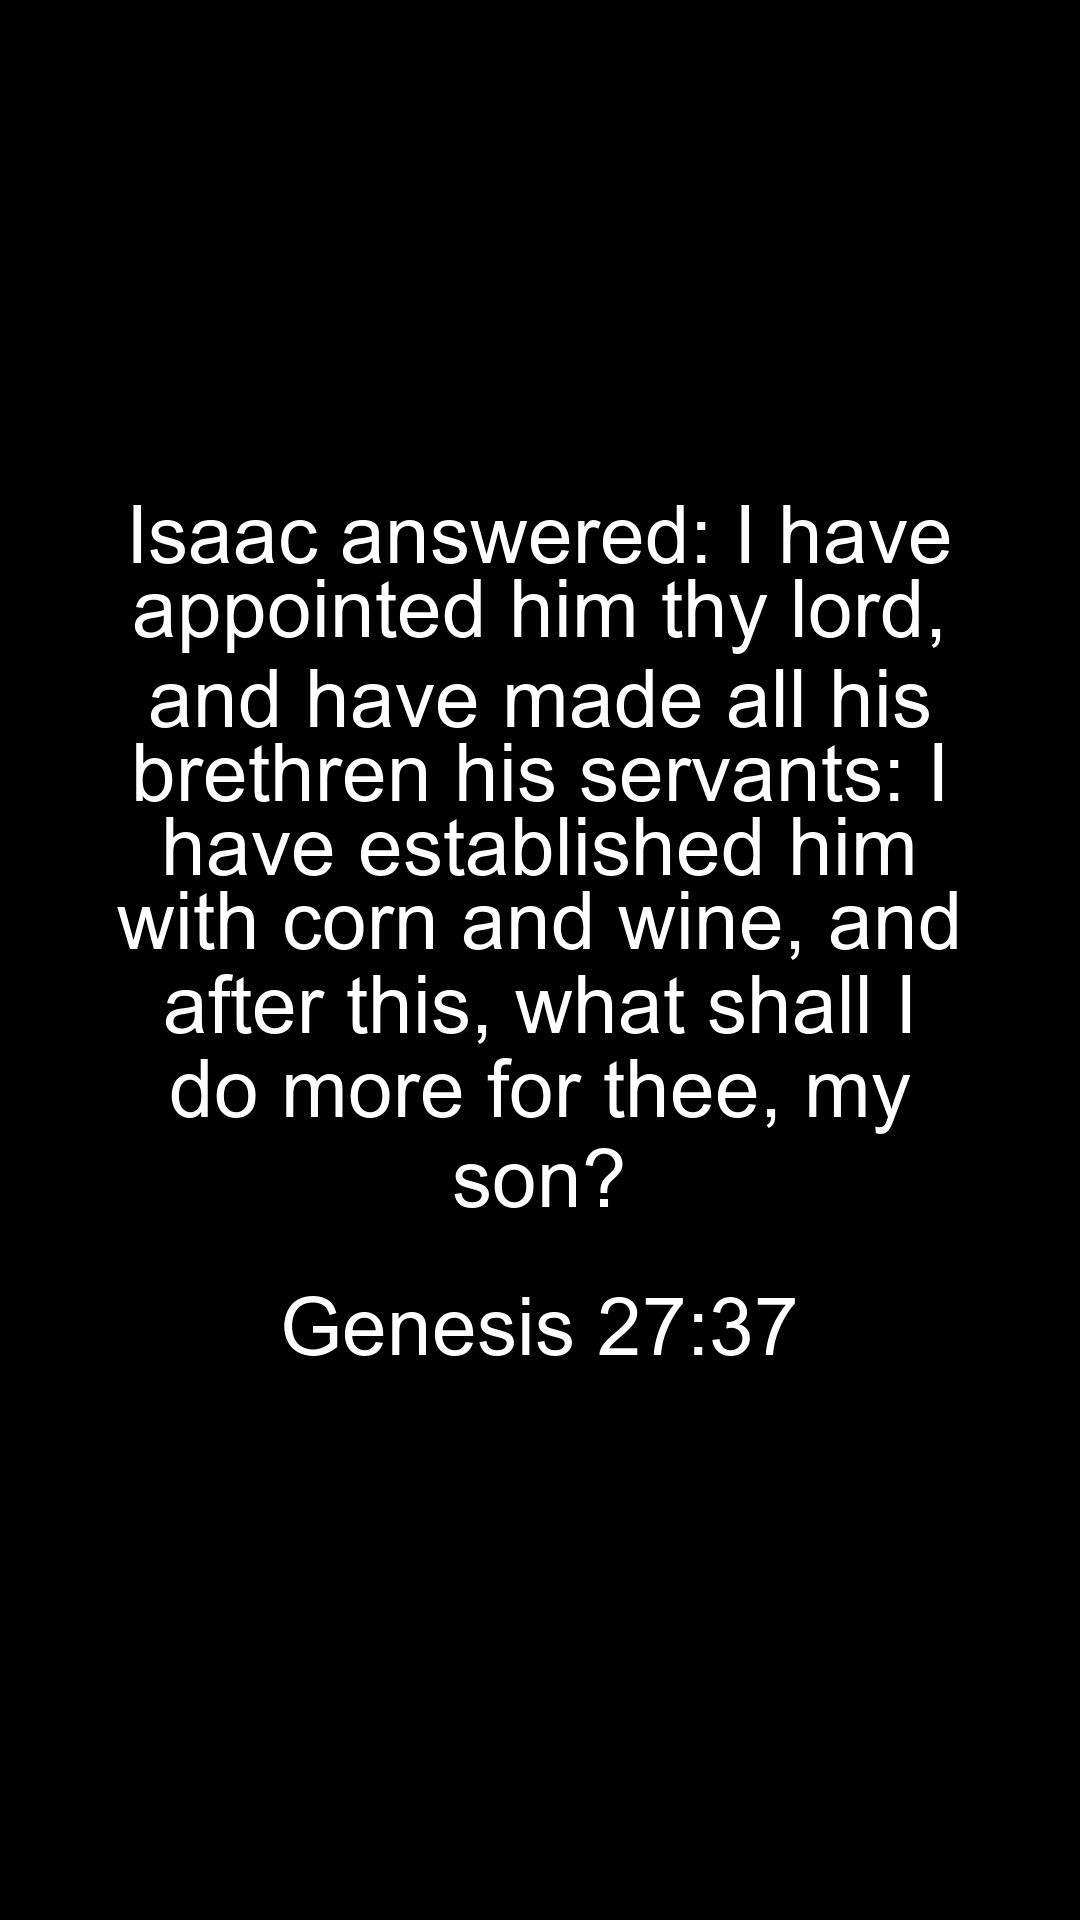 Isaac answered: I have
appointed him thy lord,
and have made all his
brethren his servants: I
have established him
with corn and wine, and
after this, what shall I
do more for thee, my
son?
Genesis 27:37